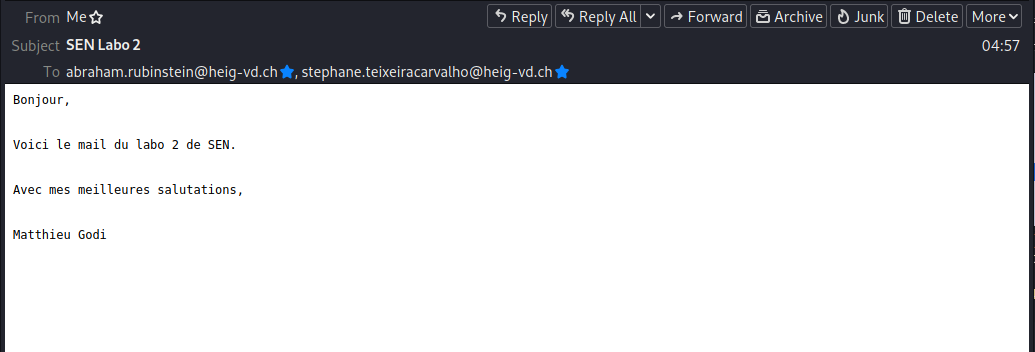 From Me Reply Reply All Forward Archive Junk Delete More
Subject SEN Labo 2 04:57
To abraham.rubinstein@heig-vd.ch, stephane.teixeiracarvalho@heig-vd.ch
Bonjour,
Voici le mail du labo 2 de SEN.
Avec mes meilleures salutations,
Matthieu Godi